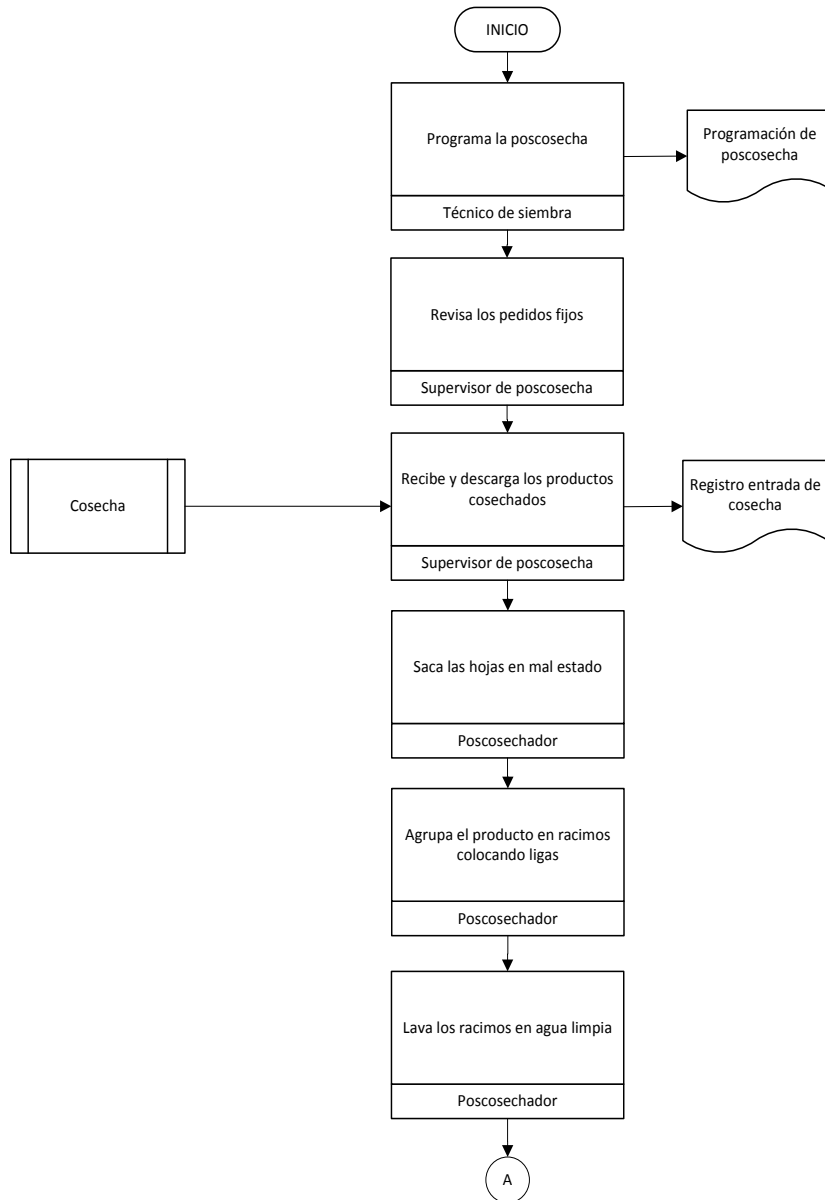 INICIO
Programa la poscosecha
Técnico de siembra
Programación de
poscosecha
Revisa los pedidos fijos
Supervisor de poscosecha
Cosecha
Recibe y descarga los productos
cosechados
Supervisor de poscosecha
Registro entrada de
cosecha
Saca las hojas en mal estado
Poscosechador
Agrupa el producto en racimos
colocando ligas
Poscosechador
Lava los racimos en agua limpia
Poscosechador
A